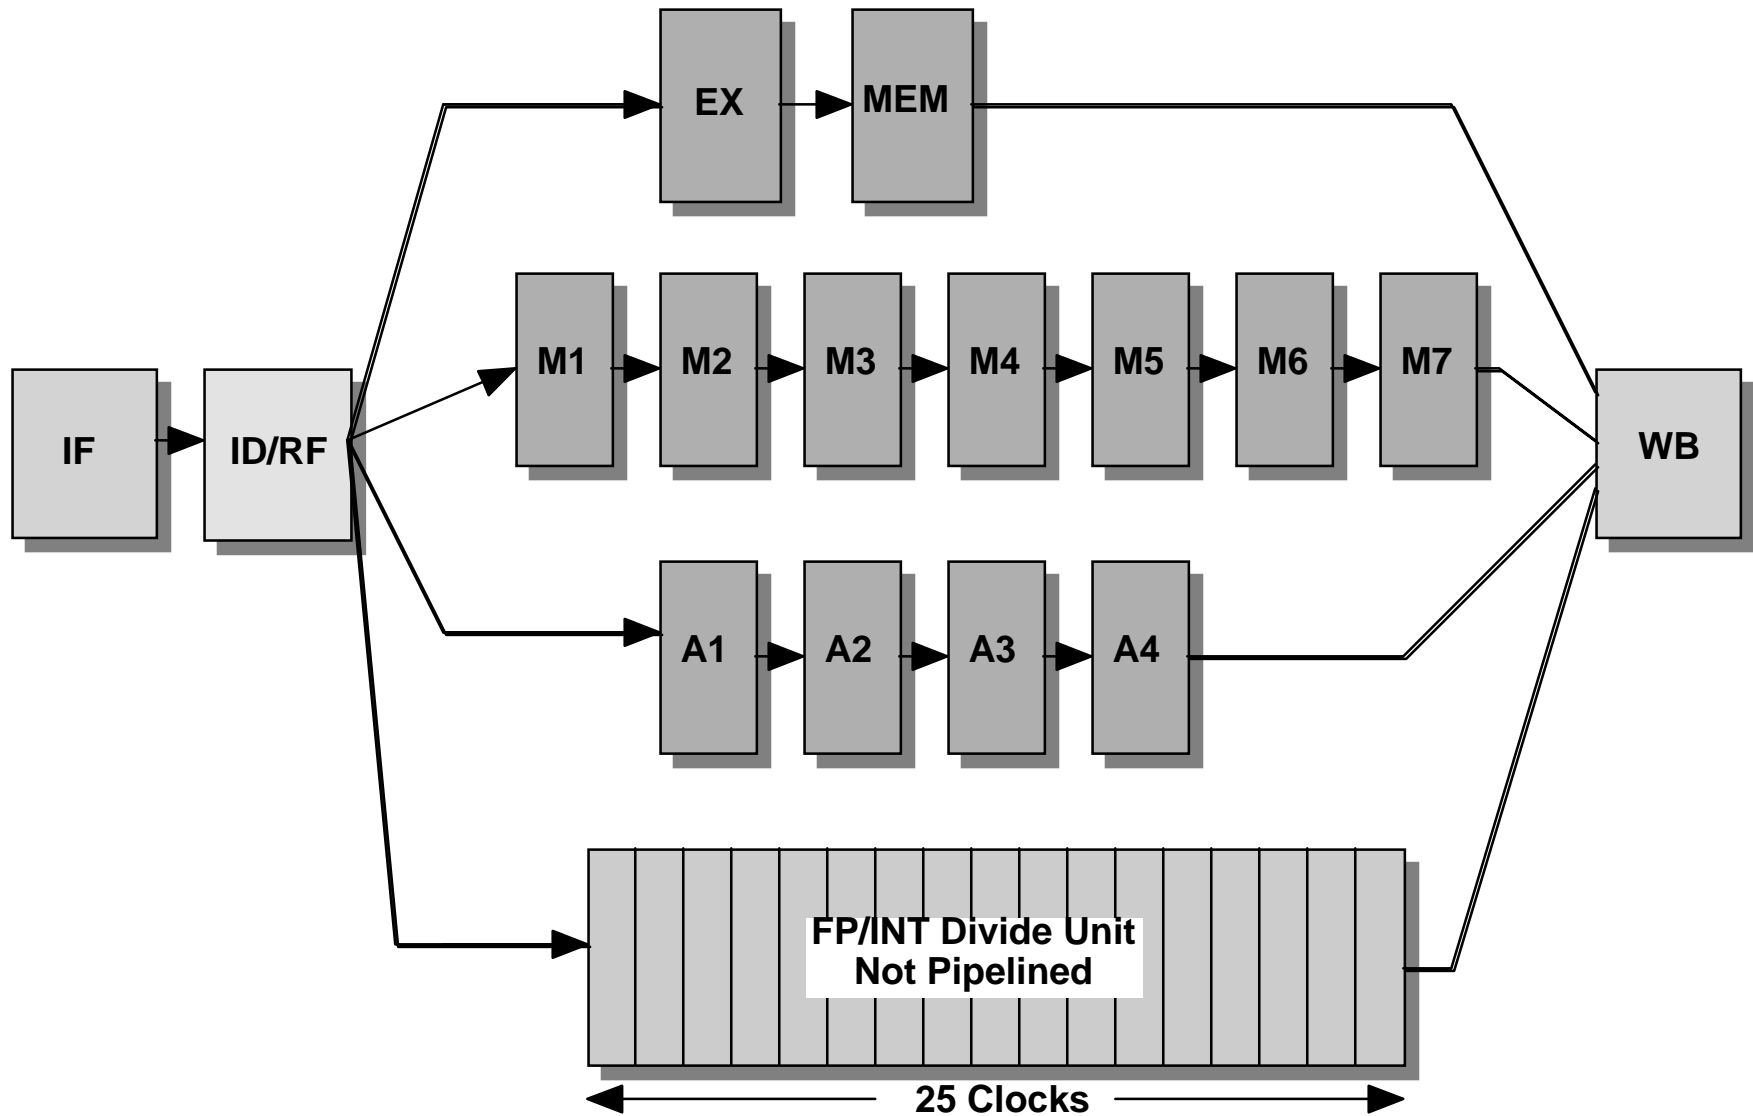 EX
MEM
M1
M2
M3
M4
M5
M6
M7
IF
ID/RF
WB
A1
A2
A3
A4
FP/INT Divide Unit
Not Pipelined
25 Clocks